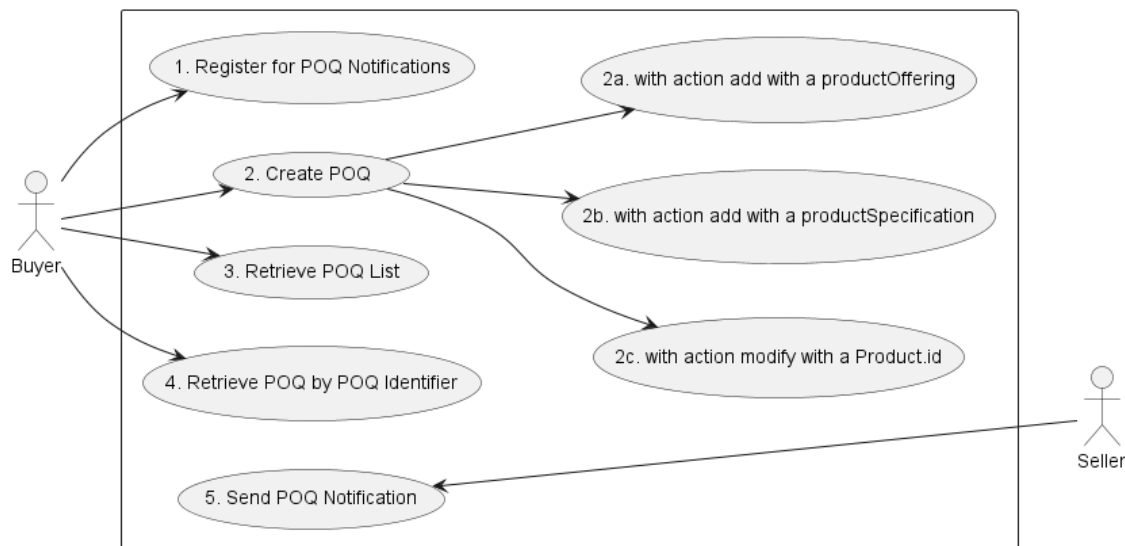 1. Register for POQ Notifications
2. Create POQ
2a. with action add with a productOffering
2b. with action add with a productSpecification
2c. with action modify with a Product.id
3. Retrieve POQ List
4. Retrieve POQ by POQ Identifier
5. Send POQ Notification
Buyer
Seller